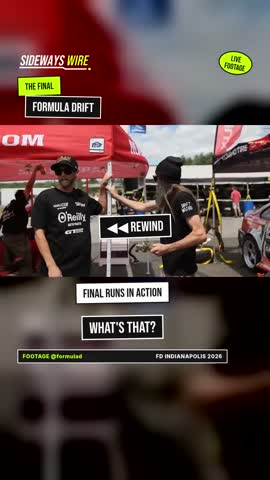 SIDEWAYS WIRE.
LIVE
FOOTAGE
THE FINAL
FORMULA DRIFT
OM
O'Reilly
REWIND
FINAL RUNS IN ACTION
WHAT'S THAT?
FOOTAGE @formulad
FD INDIANAPOLIS 2026